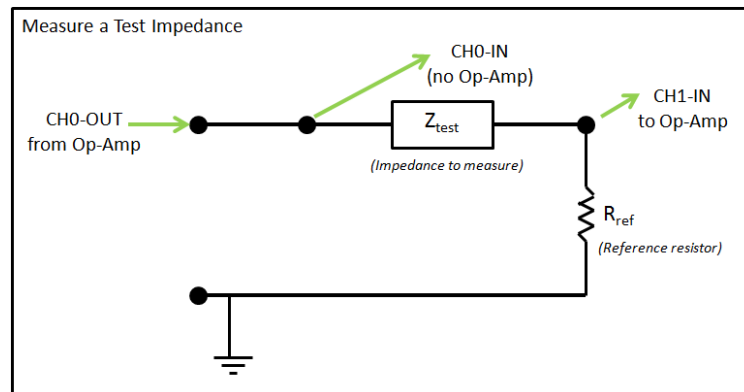 Measure a Test Impedance
CH0-IN
(no Op-Amp)
CH0-OUT
from Op-Amp
Ztest
(Impedance to measure)
CH1-IN
to Op-Amp
Rref
(Reference resistor)